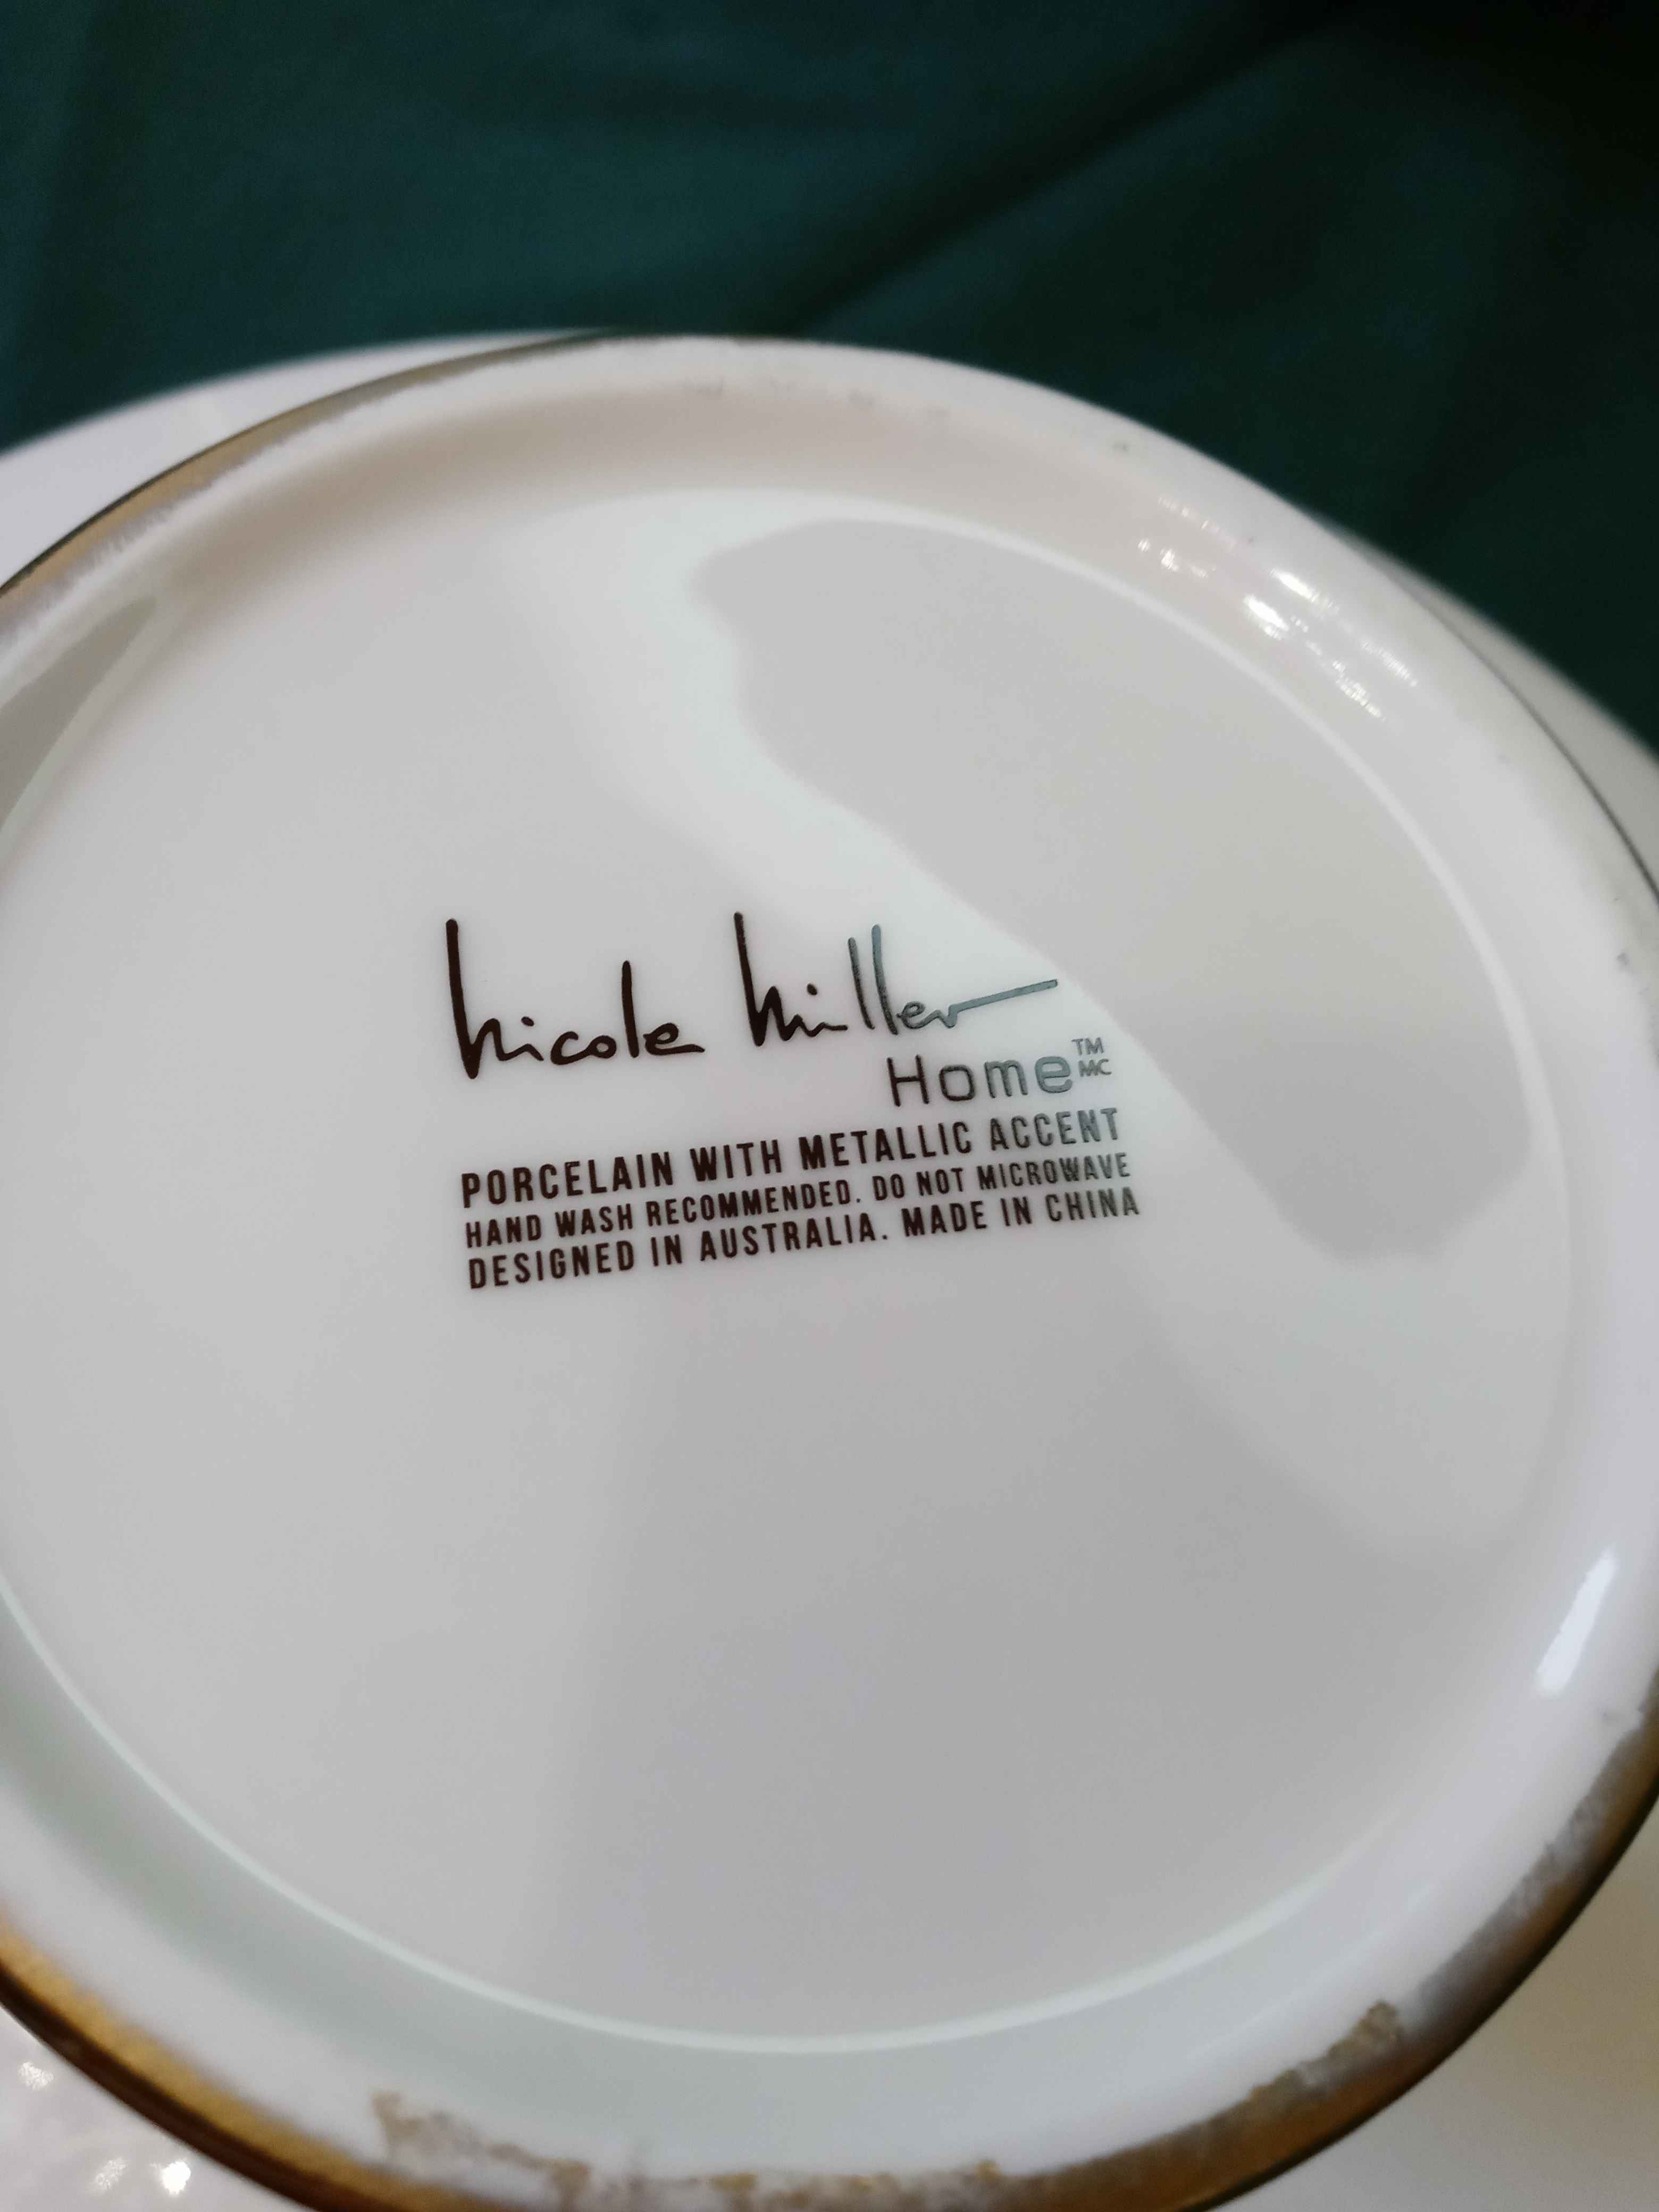 Nicole Miller
Home™ MC
PORCELAIN WITH METALLIC ACCENT
HAND WASH RECOMMENDED. DO NOT MICROWAVE
DESIGNED IN AUSTRALIA. MADE IN CHINA